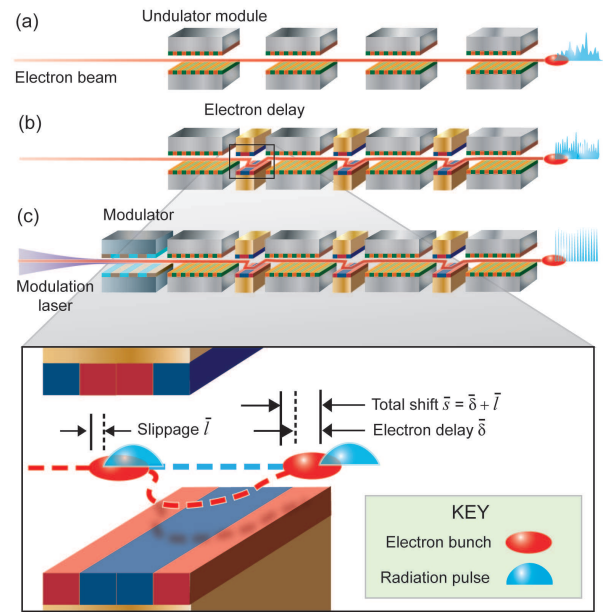 (a)
Undulator module
Electron beam
Electron delay
(b)
(c)
Modulator
Modulation
laser
Total shift s̄ = δ̄ + l̄
Slippage l̄
Electron delay δ̄
KEY
Electron bunch
Radiation pulse